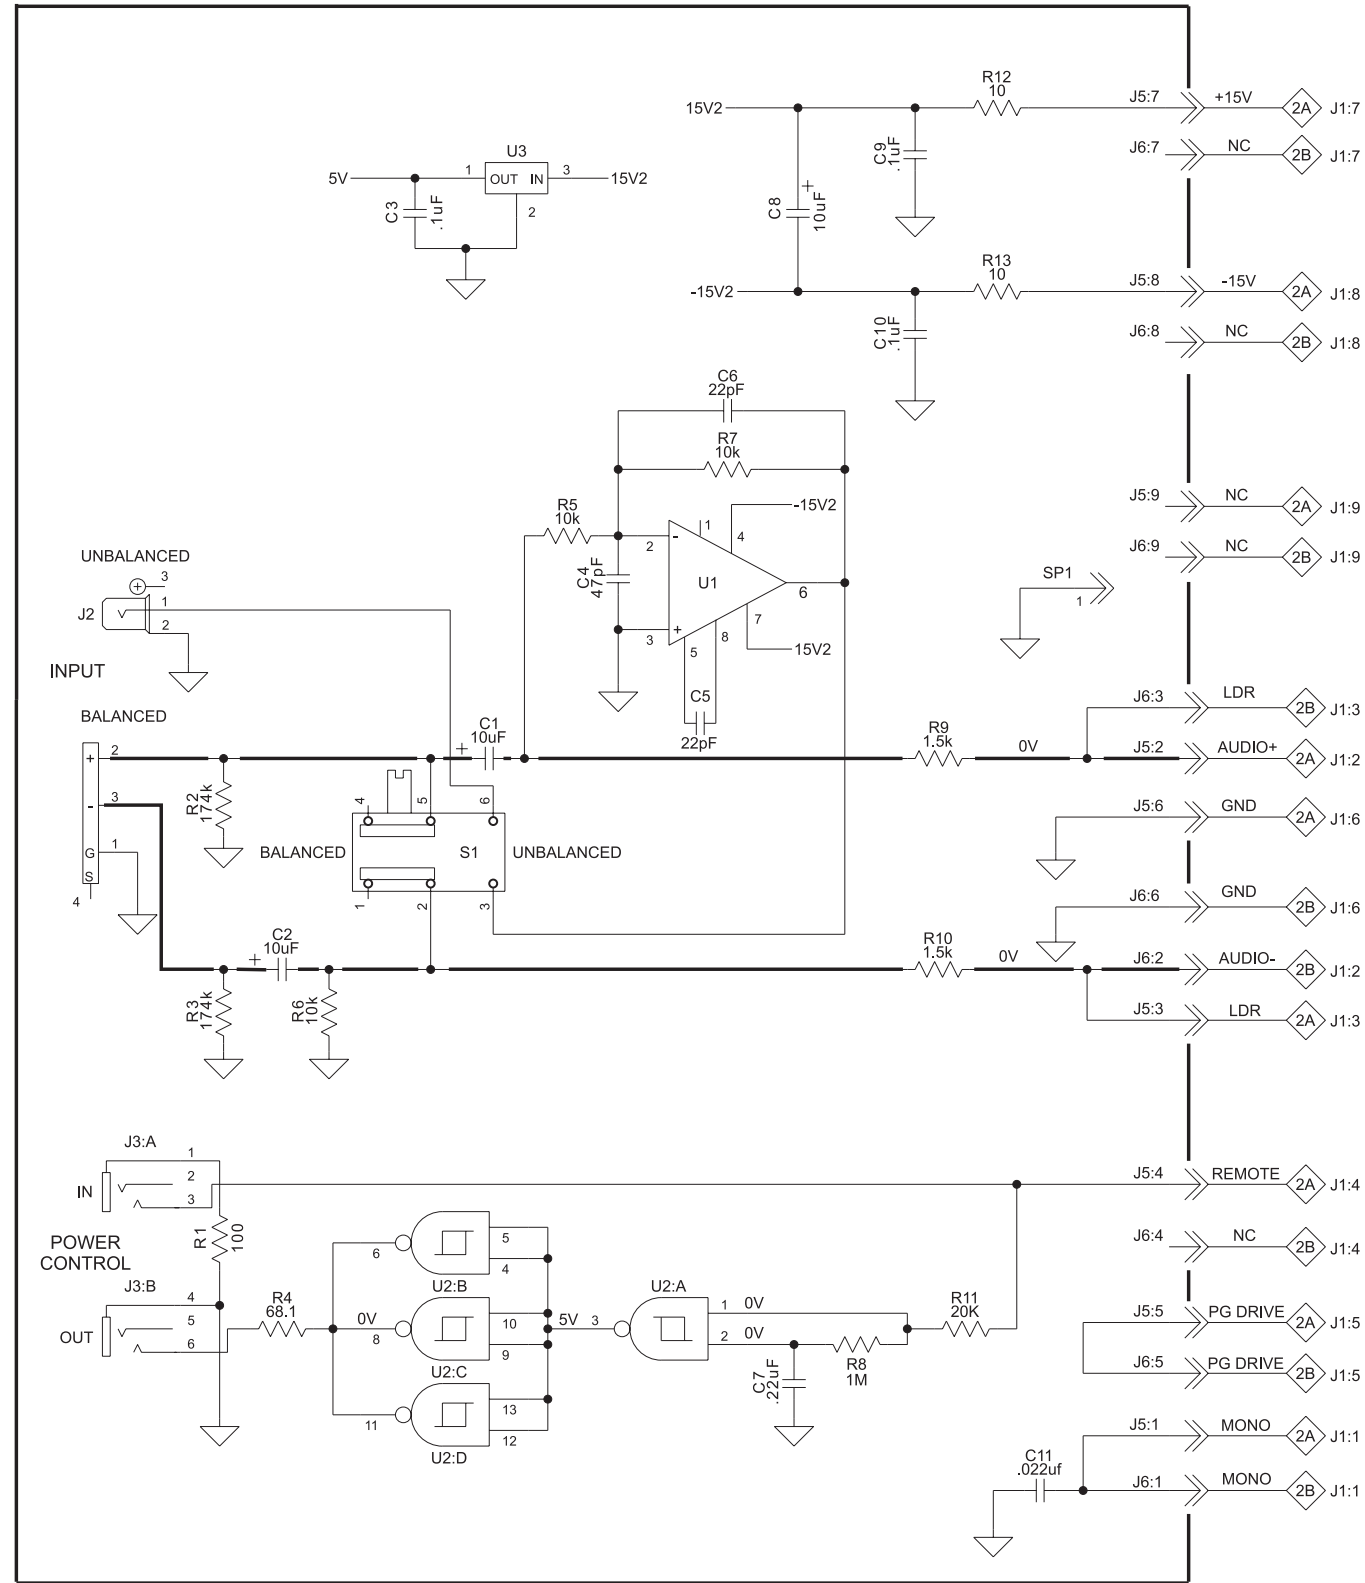 R12
10
J5:7
+15V
2A
J1:7
15V2
J6:7
NC
2B
J1:7
C9
.1uF
U3
5V
1
OUT IN
3
15V2
2
C3
.1uF
C8
+
10uF
R13
10
J5:8
-15V
2A
J1:8
-15V2
C10
.1uF
J6:8
NC
2B
J1:8
C6
22pF
R7
10k
R5
10k
-15V2
1
4
2
-
U1
6
C4
47pF
3
+
5
8
7
15V2
C5
22pF
J5:9
NC
2A
J1:9
J6:9
NC
2B
J1:9
SP1
1
UNBALANCED
3
J2
1
2
INPUT
BALANCED
+
2
-
3
G
1
S
4
R2
174k
+
C1
10uF
4
5
6
BALANCED
S1
UNBALANCED
1
2
3
R9
1.5k
0V
J6:3
LDR
2B
J1:3
J5:2
AUDIO+
2A
J1:2
J5:6
GND
2A
J1:6
J6:6
GND
2B
J1:6
+
C2
10uF
R3
174k
R6
10k
R10
1.5k
0V
J6:2
AUDIO-
2B
J1:2
J5:3
LDR
2A
J1:3
J3:A
1
2
3
IN
R1
100
POWER
CONTROL
J3:B
4
5
6
OUT
R4
68.1
6
5
4
U2:B
0V
8
10
9
U2:C
11
13
12
U2:D
5V
3
U2:A
1
0V
2
0V
C7
.22uF
R8
1M
R11
20K
J5:4
REMOTE
2A
J1:4
J6:4
NC
2B
J1:4
J5:5
PG DRIVE
2A
J1:5
J6:5
PG DRIVE
2B
J1:5
C11
.022uf
J5:1
MONO
2A
J1:1
J6:1
MONO
2B
J1:1